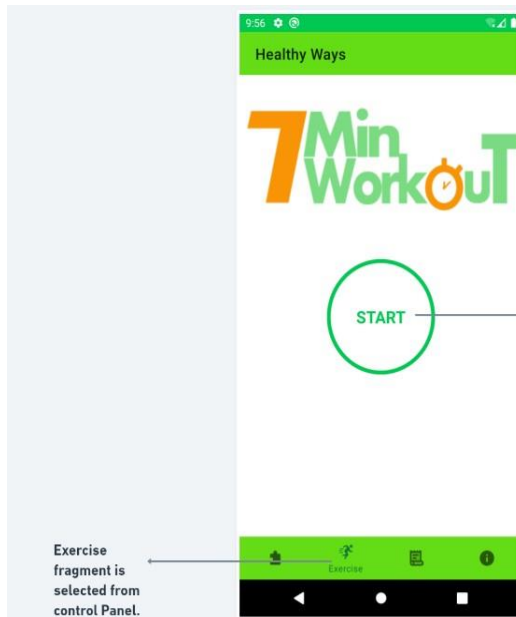 9:56
Healthy Ways
7 Min
Workout
START
Exercise
Exercise
fragment is
selected from
control Panel.